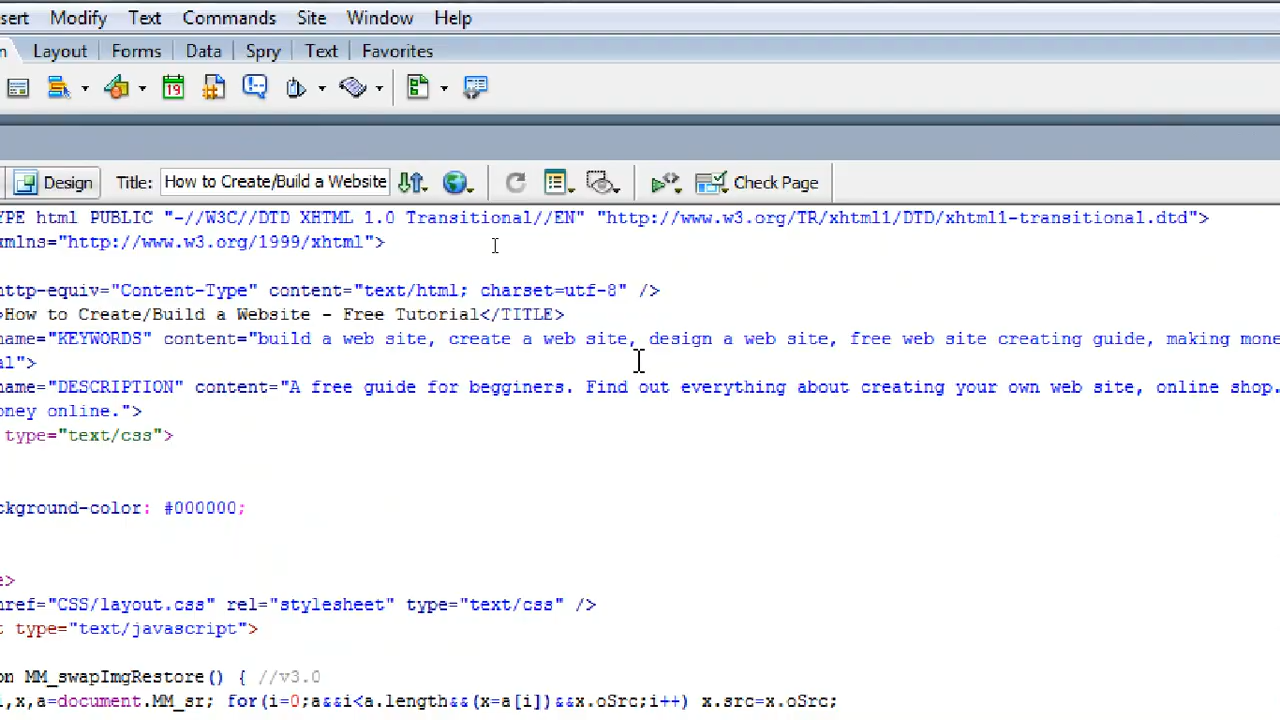 sert Modify Text Commands Site Window Help
Layout Forms Data Spry Text Favorites
19
Design Title: How to Create/Build a Website Check Page
YPE html PUBLIC "-//W3C//DTD XHTML 1.0 Transitional//EN" "http://www.w3.org/TR/xhtml1/DTD/xhtml1-transitional.dtd">
xmlns="http://www.w3.org/1999/xhtml">
http-equiv="Content-Type" content="text/html; charset=utf-8" />
>How to Create/Build a Website - Free Tutorial</TITLE>
name="KEYWORDS" content="build a web site, create a web site, design a web site, free web site creating guide, making mone
al">
name="DESCRIPTION" content="A free guide for begginers. Find out everything about creating your own web site, online shop.
oney online.">
type="text/css">
ckground-color: #000000;
e>
href="CSS/layout.css" rel="stylesheet" type="text/css" />
t type="text/javascript">
on MM_swapImgRestore() { //v3.0
i,x,a=document.MM_sr; for(i=0;a&&i<a.length&&(x=a[i])&&x.oSrc;i++) x.src=x.oSrc;